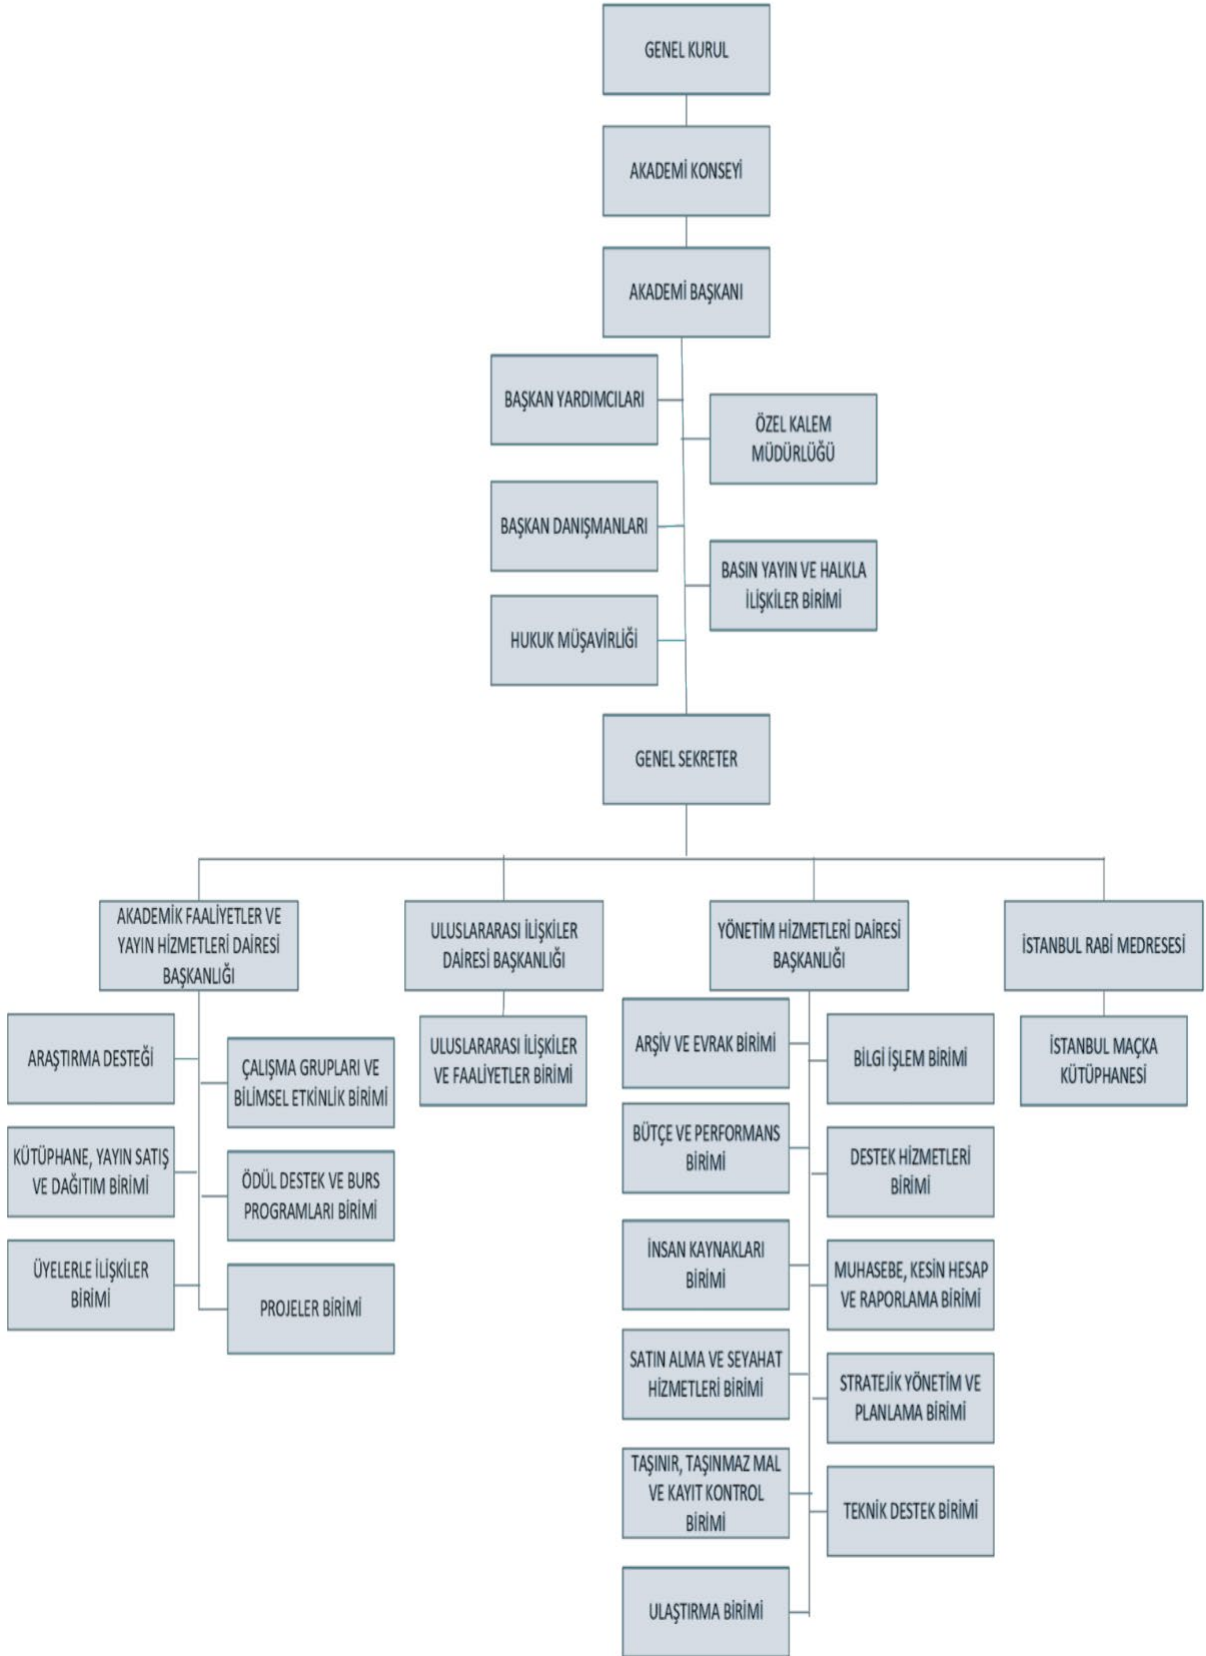 GENEL KURUL
AKADEMİ KONSEYİ
AKADEMİ BAŞKANI
BAŞKAN YARDIMCILARI
ÖZEL KALEM
MÜDÜRLÜĞÜ
BAŞKAN DANIŞMANLARI
BASIN YAYIN VE HALKLA
İLİŞKİLER BİRİMİ
HUKUK MÜŞAVİRLİĞİ
GENEL SEKRETER
AKADEMİK FAALİYETLER VE
YAYIN HİZMETLERİ DAİRESİ
BAŞKANLIĞI
ARAŞTIRMA DESTEĞİ
ÇALIŞMA GRUPLARI VE
BİLİMSEL ETKİNLİK BİRİMİ
KÜTÜPHANE, YAYIN SATIŞ
VE DAĞITIM BİRİMİ
ÖDÜL DESTEK VE BURS
PROGRAMLARI BİRİMİ
ÜYELERLE İLİŞKİLER
BİRİMİ
PROJELER BİRİMİ
ULUSLARARASI İLİŞKİLER
DAİRESİ BAŞKANLIĞI
ULUSLARARASI İLİŞKİLER
VE FAALİYETLER BİRİMİ
YÖNETİM HİZMETLERİ DAİRESİ
BAŞKANLIĞI
ARŞİV VE EVRAK BİRİMİ
BİLGİ İŞLEM BİRİMİ
BÜTÇE VE PERFORMANS
BİRİMİ
DESTEK HİZMETLERİ
BİRİMİ
İNSAN KAYNAKLARI
BİRİMİ
MUHASEBE, KESİN HESAP
VE RAPORLAMA BİRİMİ
SATIN ALMA VE SEYAHAT
HİZMETLERİ BİRİMİ
STRATEJİK YÖNETİM VE
PLANLAMA BİRİMİ
TAŞINIR, TAŞINMAZ MAL
VE KAYIT KONTROL
BİRİMİ
TEKNİK DESTEK BİRİMİ
ULAŞTIRMA BİRİMİ
İSTANBUL RABİ MEDRESESİ
İSTANBUL MAÇKA
KÜTÜPHANESİ